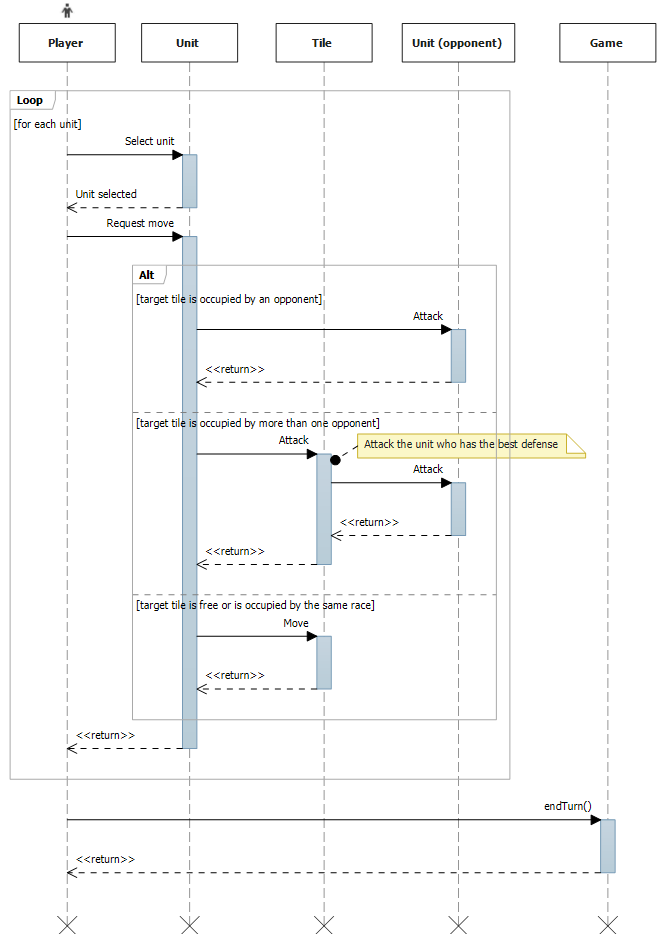 Player
Unit
Tile
Unit (opponent)
Game
Loop
[for each unit]
Select unit
Unit selected
Request move
Alt
[target tile is occupied by an opponent]
Attack
<<return>>
[target tile is occupied by more than one opponent]
Attack
Attack the unit who has the best defense
Attack
<<return>>
<<return>>
[target tile is free or is occupied by the same race]
Move
<<return>>
<<return>>
endTurn()
<<return>>